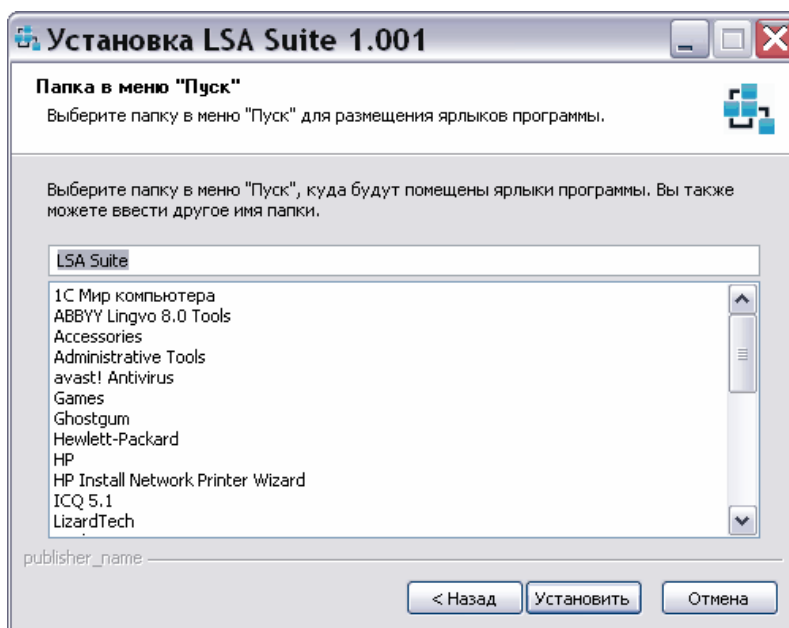 Установка LSA Suite 1.001
Папка в меню "Пуск"
Выберите папку в меню "Пуск" для размещения ярлыков программы.
Выберите папку в меню "Пуск", куда будут помещены ярлыки программы. Вы также
можете ввести другое имя папки.
LSA Suite
1С Мир компьютера
ABBYY Lingvo 8.0 Tools
Accessories
Administrative Tools
avast! Antivirus
Games
Ghostgum
Hewlett-Packard
HP
HP Install Network Printer Wizard
ICQ 5.1
LizardTech
publisher_name
< Назад Установить Отмена